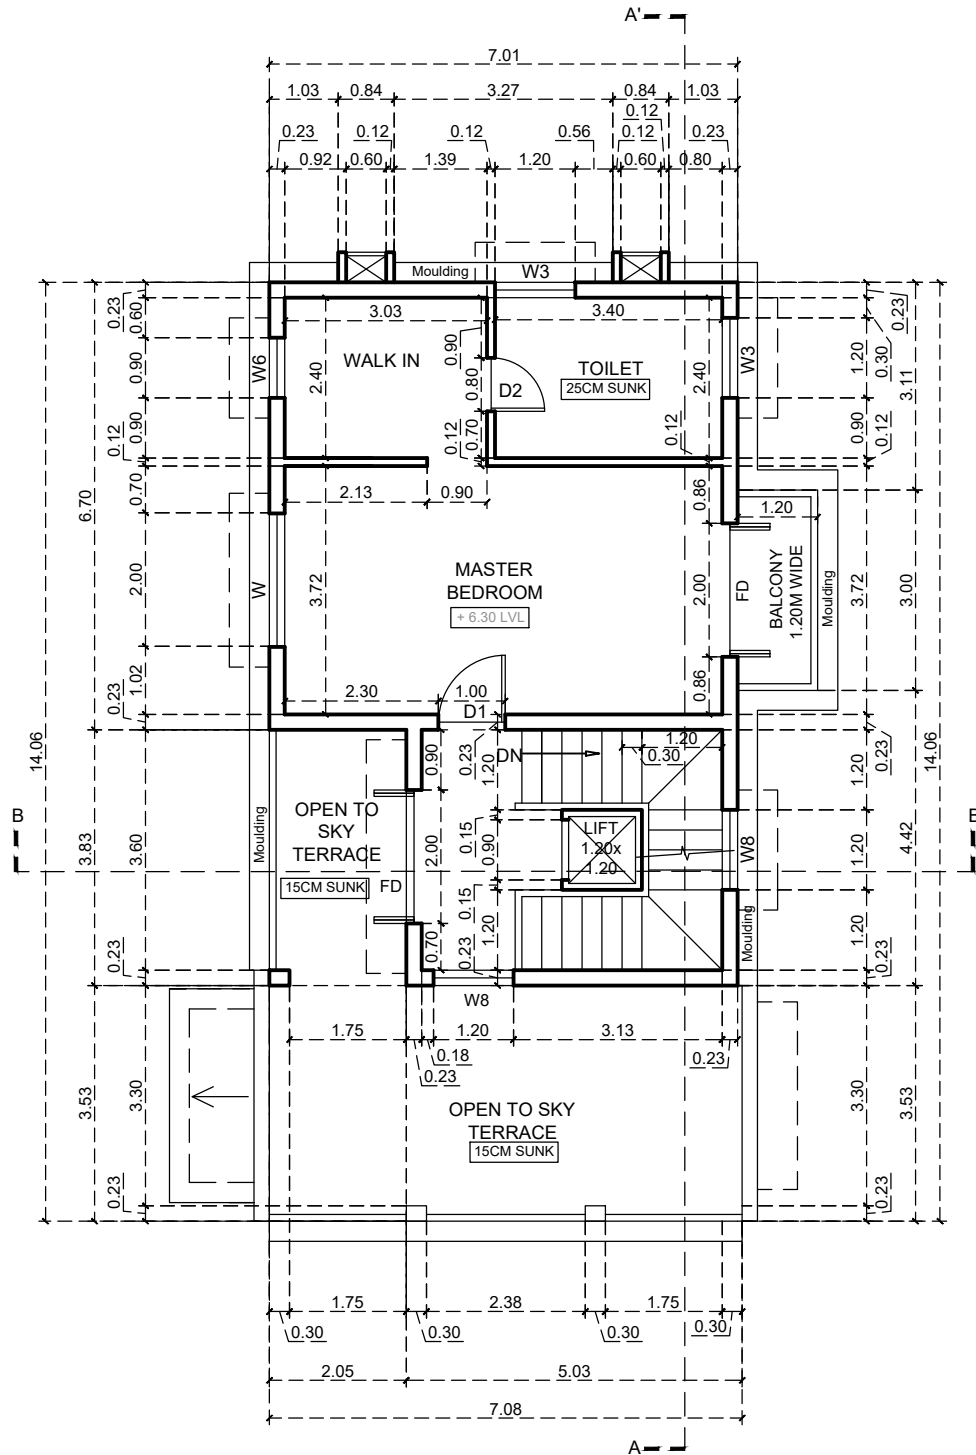 A'
7.01
1.03 0.84 3.27 0.84 1.03
0.12
0.23 0.12 0.12 0.56 0.12 0.23
0.92 0.60 1.39 1.20 0.60 0.80
Moulding W3
0.23 0.60 0.90 0.12 0.90 0.70 2.00 0.23 1.02
6.70
14.06
W6
3.03
WALK IN
2.40
0.90
0.80
0.12
0.70
D2
3.40
TOILET
25CM SUNK
2.40
0.12
W3
0.23
1.20
0.30
3.11
0.90
0.12
2.13 0.90
0.86
1.20
W
3.72
MASTER
BEDROOM
+ 6.30 LVL
2.00
FD
BALCONY
1.20M WIDE
Moulding
3.72
3.00
0.86
2.30 1.00
D1
14.06
0.90
0.23
1.20
DN
1.20
0.30
1.20
0.23
B
Moulding
3.83
3.60
OPEN TO
SKY
TERRACE
15CM SUNK
FD
2.00
0.15
0.90
0.15
LIFT
1.20x
1.20
W8
1.20
4.42
B
0.70
1.20
0.23
Moulding
1.20
0.23
0.23
W8
1.75 1.20 3.13
0.18
0.23
0.23
3.53
3.30
OPEN TO SKY
TERRACE
15CM SUNK
3.30
3.53
0.23
0.23
1.75 2.38 1.75
0.30 0.30 0.30 0.30
2.05 5.03
7.08
A